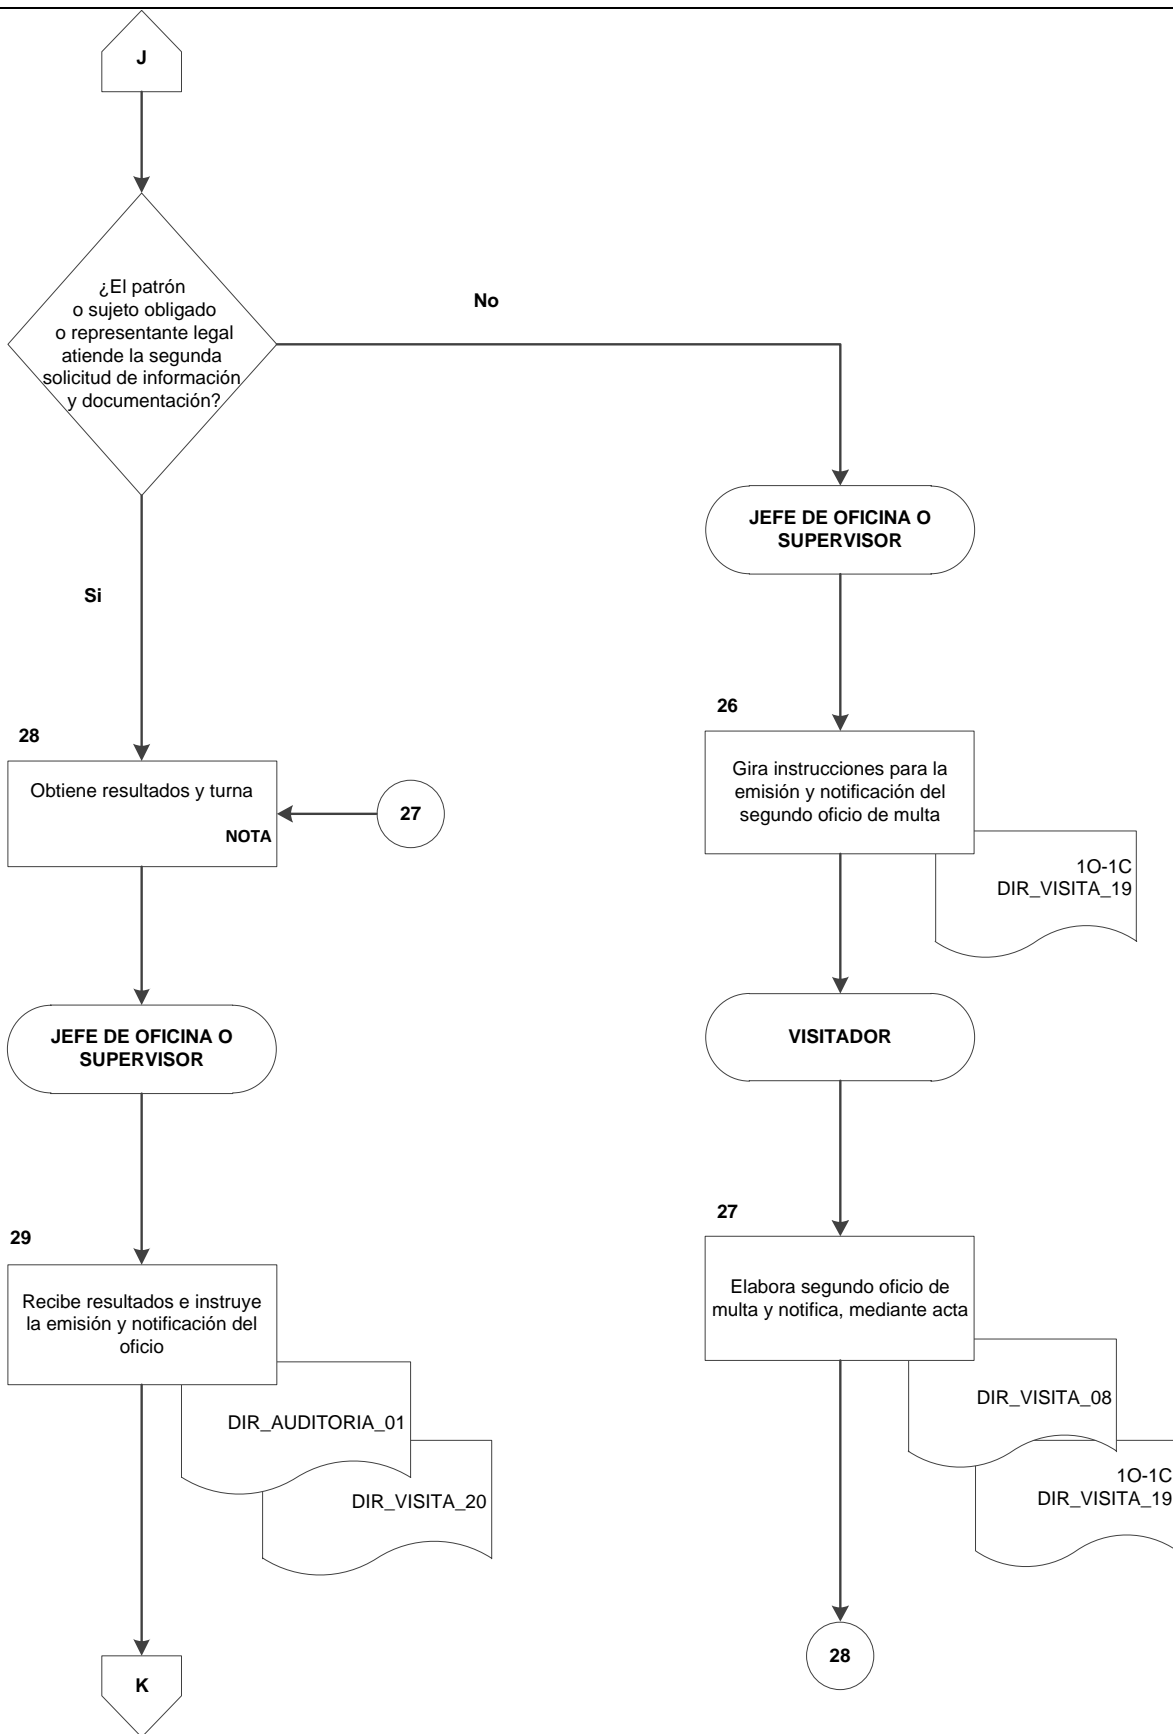 J
¿El patrón
o sujeto obligado
o representante legal
atiende la segunda
solicitud de información
y documentación?
No
Si
JEFE DE OFICINA O
SUPERVISOR
26
Gira instrucciones para la
emisión y notificación del
segundo oficio de multa
1O-1C
DIR_VISITA_19
28
Obtiene resultados y turna
NOTA
27
JEFE DE OFICINA O
SUPERVISOR
VISITADOR
29
Recibe resultados e instruye
la emisión y notificación del
oficio
DIR_AUDITORIA_01
DIR_VISITA_20
27
Elabora segundo oficio de
multa y notifica, mediante acta
DIR_VISITA_08
1O-1C
DIR_VISITA_19
K
28